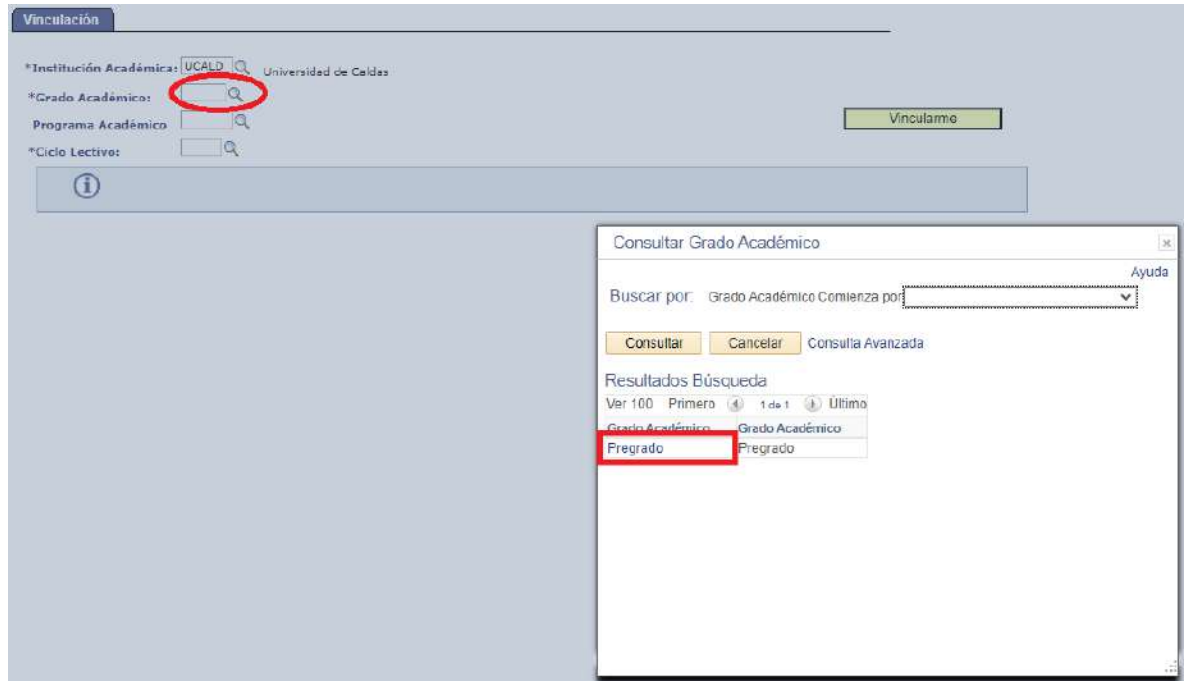 Vinculación
*Institución Académica: UCALD Universidad de Caldas
*Grado Académico:
Programa Académico
Vincularme
*Ciclo Lectivo:
Consultar Grado Académico
Ayuda
Buscar por: Grado Académico Comienza por
Consultar Cancelar Consulta Avanzada
Resultados Búsqueda
Ver 100 Primero 1 de 1 Último
Grado Académico Grado Académico
Pregrado Pregrado